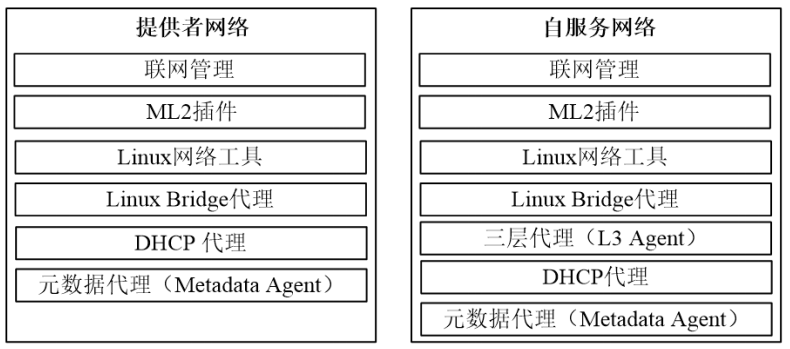 提供者网络
联网管理
ML2插件
Linux网络工具
Linux Bridge代理
DHCP 代理
元数据代理（Metadata Agent）
自服务网络
联网管理
ML2插件
Linux网络工具
Linux Bridge代理
三层代理（L3 Agent）
DHCP代理
元数据代理（Metadata Agent）